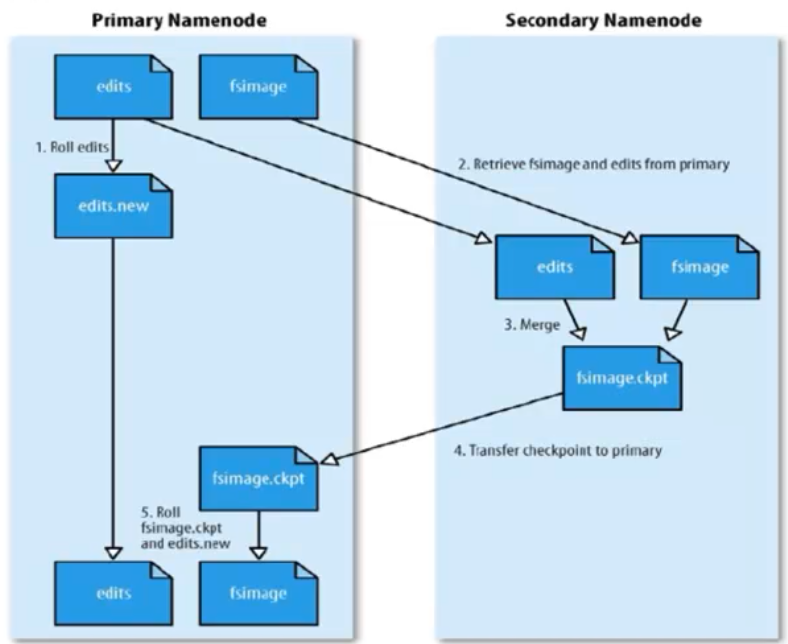 Primary Namenode
Secondary Namenode
edits
fsimage
1. Roll edits
2. Retrieve fsimage and edits from primary
edits.new
edits
fsimage
3. Merge
fsimage.ckpt
4. Transfer checkpoint to primary
fsimage.ckpt
5. Roll
fsimage.ckpt
and edits.new
edits
fsimage